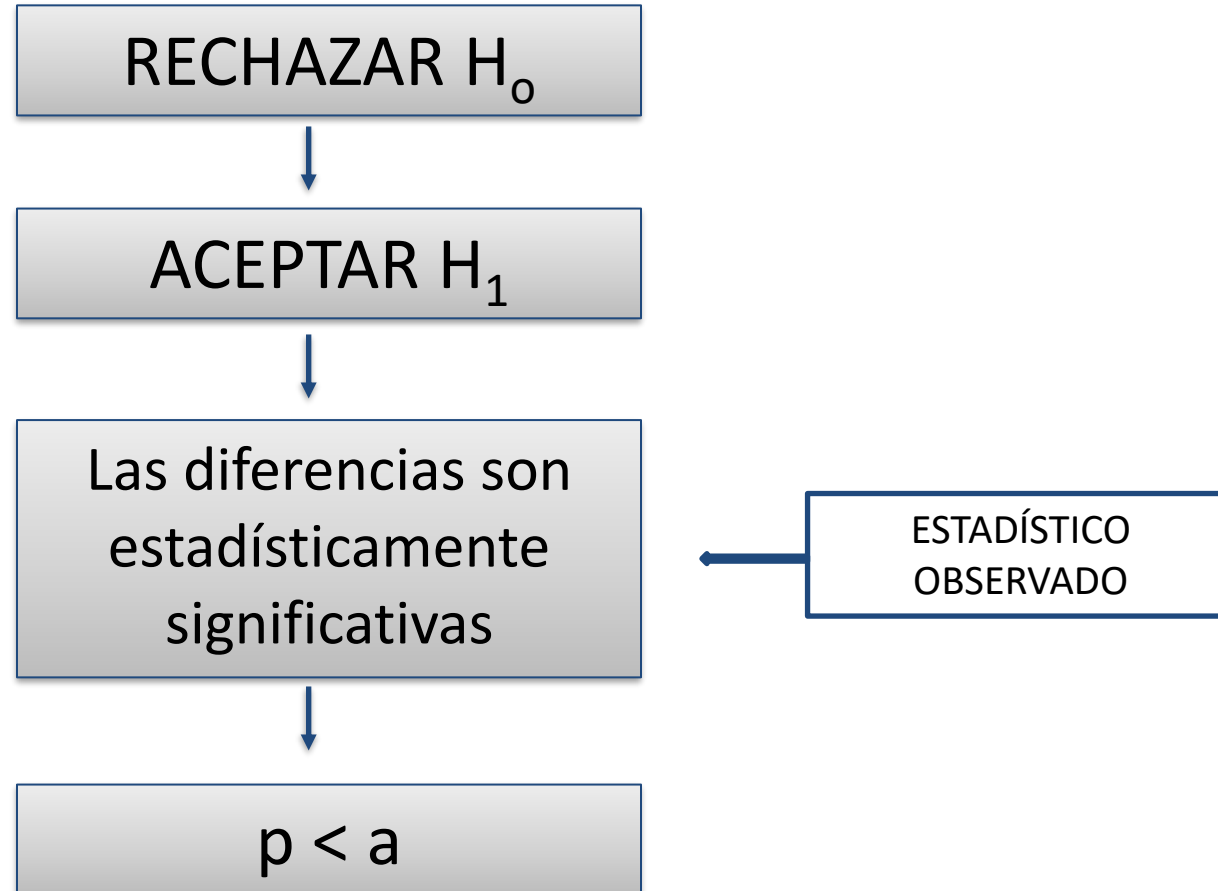 RECHAZAR Ho
ACEPTAR H1
Las diferencias son
estadísticamente
significativas
ESTADÍSTICO
OBSERVADO
p < a